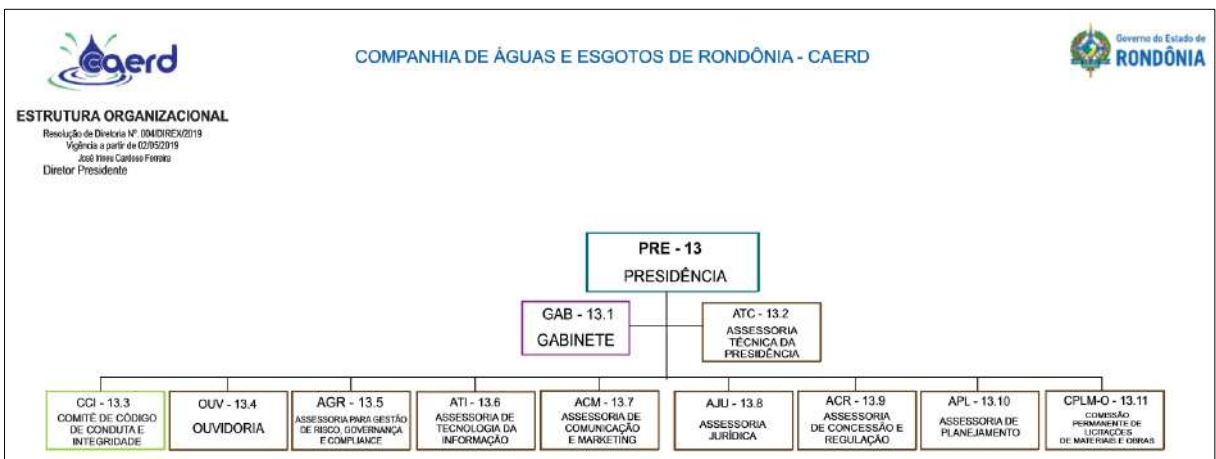 caerd
COMPANHIA DE ÁGUAS E ESGOTOS DE RONDÔNIA - CAERD
Governo do Estado de
RONDÔNIA
ESTRUTURA ORGANIZACIONAL
Resolução de Diretoria Nº. 004/DIREX/2019
Vigência a partir de 02/05/2019
José Irineu Cardoso Ferreira
Diretor Presidente
PRE - 13
PRESIDÊNCIA
GAB - 13.1
GABINETE
ATC - 13.2
ASSESSORIA
TÉCNICA DA
PRESIDÊNCIA
CCI - 13.3
COMITÊ DE CÓDIGO
DE CONDUTA E
INTEGRIDADE
OUV - 13.4
OUVIDORIA
AGR - 13.5
ASSESSORIA PARA GESTÃO
DE RISCO, GOVERNANÇA
E COMPLIANCE
ATI - 13.6
ASSESSORIA DE
TECNOLOGIA DA
INFORMAÇÃO
ACM - 13.7
ASSESSORIA DE
COMUNICAÇÃO
E MARKETING
AJU - 13.8
ASSESSORIA
JURÍDICA
ACR - 13.9
ASSESSORIA
DE CONCESSÃO E
REGULAÇÃO
APL - 13.10
ASSESSORIA DE
PLANEJAMENTO
CPLM-O - 13.11
COMISSÃO
PERMANENTE DE
LICITAÇÕES
DE MATERIAIS E OBRAS